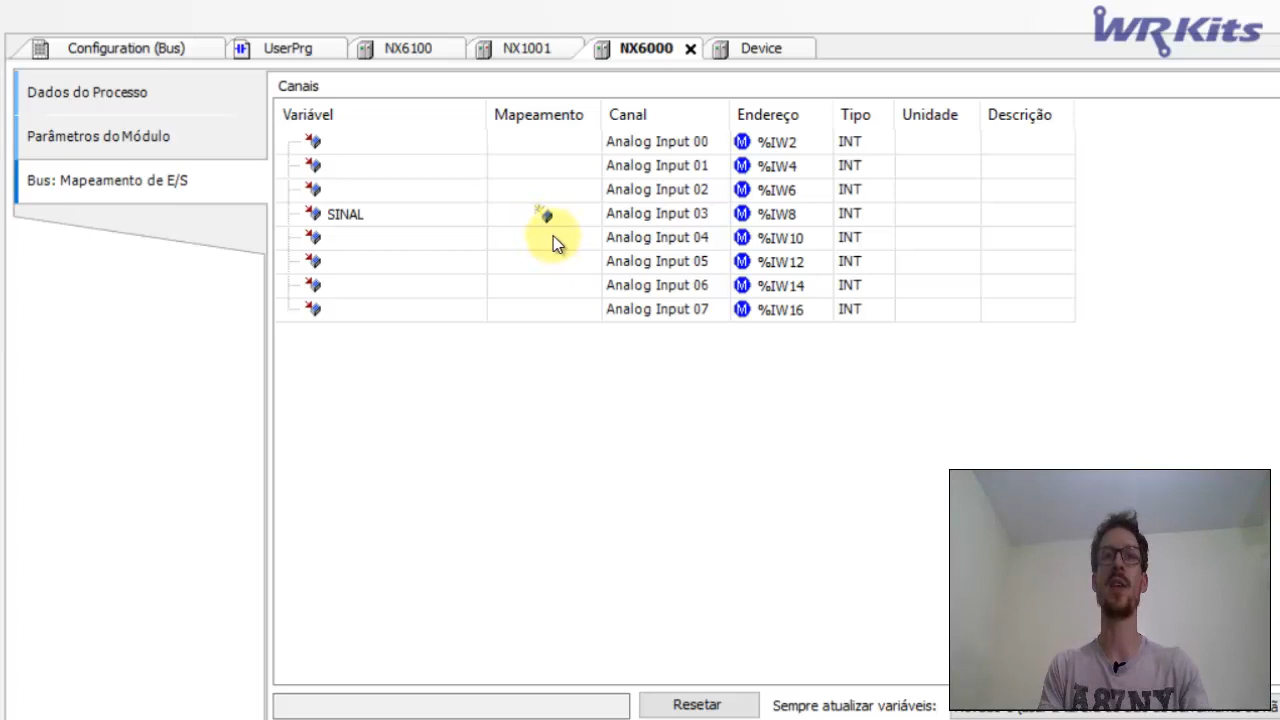 WR Kits
Configuration (Bus) UserPrg NX6100 NX1001 NX6000 Device
Dados do Processo
Parâmetros do Módulo
Bus: Mapeamento de E/S
Canais
Variável Mapeamento Canal Endereço Tipo Unidade Descrição
Analog Input 00 %IW2 INT
Analog Input 01 %IW4 INT
Analog Input 02 %IW6 INT
SINAL Analog Input 03 %IW8 INT
Analog Input 04 %IW10 INT
Analog Input 05 %IW12 INT
Analog Input 06 %IW14 INT
Analog Input 07 %IW16 INT
Resetar Sempre atualizar variáveis: